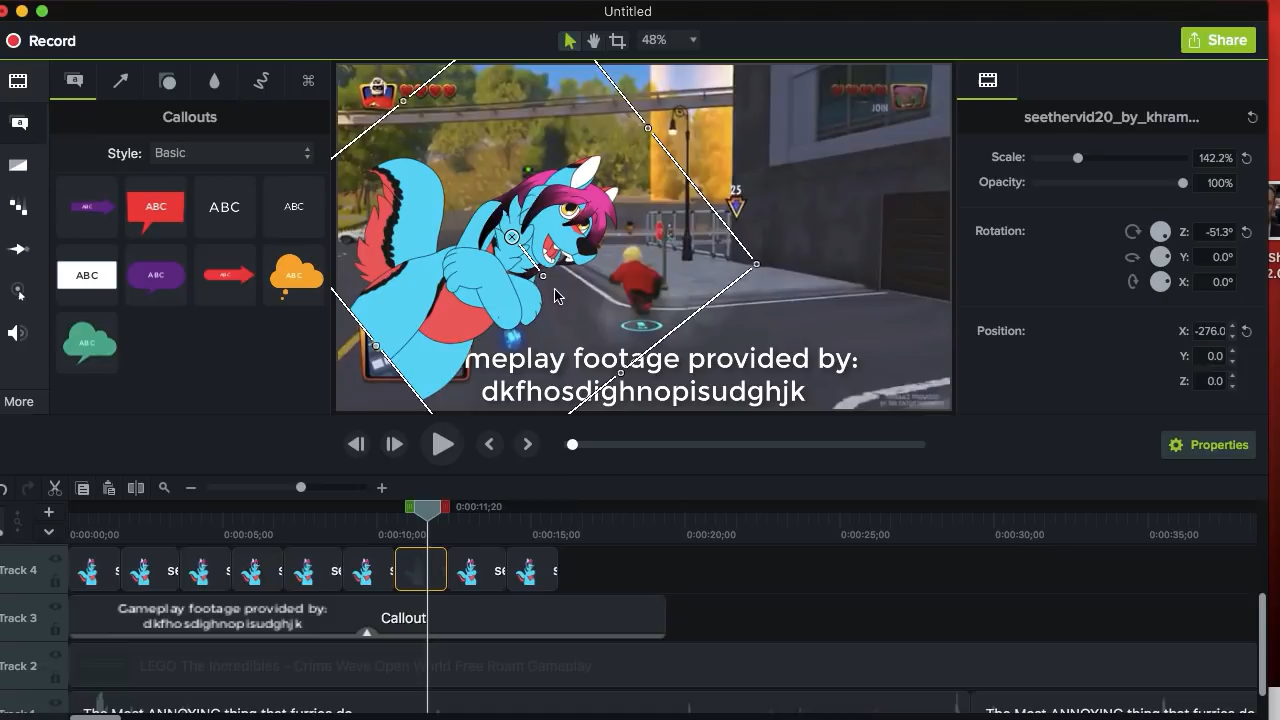 Untitled
Record
48%
Share
Callouts
seethervid20_by_khram...
Style: Basic
Scale: 142.2%
Opacity: 100%
ABC
ABC
ABC
ABC
Rotation: Z: -51.3°
Y: 0.0°
X: 0.0°
ABC
ABC
ABC
ABC
ABC
JOIN
25
Position: X: -276.0
Y: 0.0
Z: 0.0
meplay footage provided by:
dkfhosdighnopisudghjk
More
Properties
0:00:11;20
0:00:00;00
0:00:05;00
0:00:10;00
0:00:15;00
0:00:20;00
0:00:25;00
0:00:30;00
0:00:35;00
Track 4
Track 3
Gameplay footage provided by:
dkfhosdighnopisudghjk
Callout
Track 2
LEGO The Incredibles - Crime Wave Open World Free Roam Gameplay
The Most ANNOYING thing that furries do
The Most ANNOYING thing that furries do